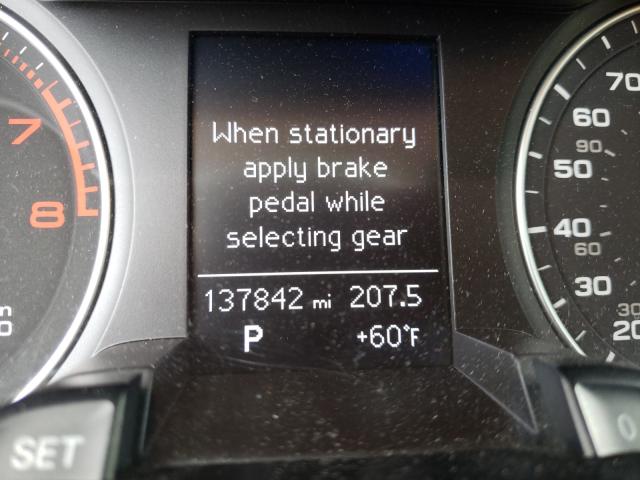 When stationary
apply brake
pedal while
selecting gear
137842 mi 207.5
P +60°F
7
8
70
60
90
50
40
60
30
30
20
SET
0